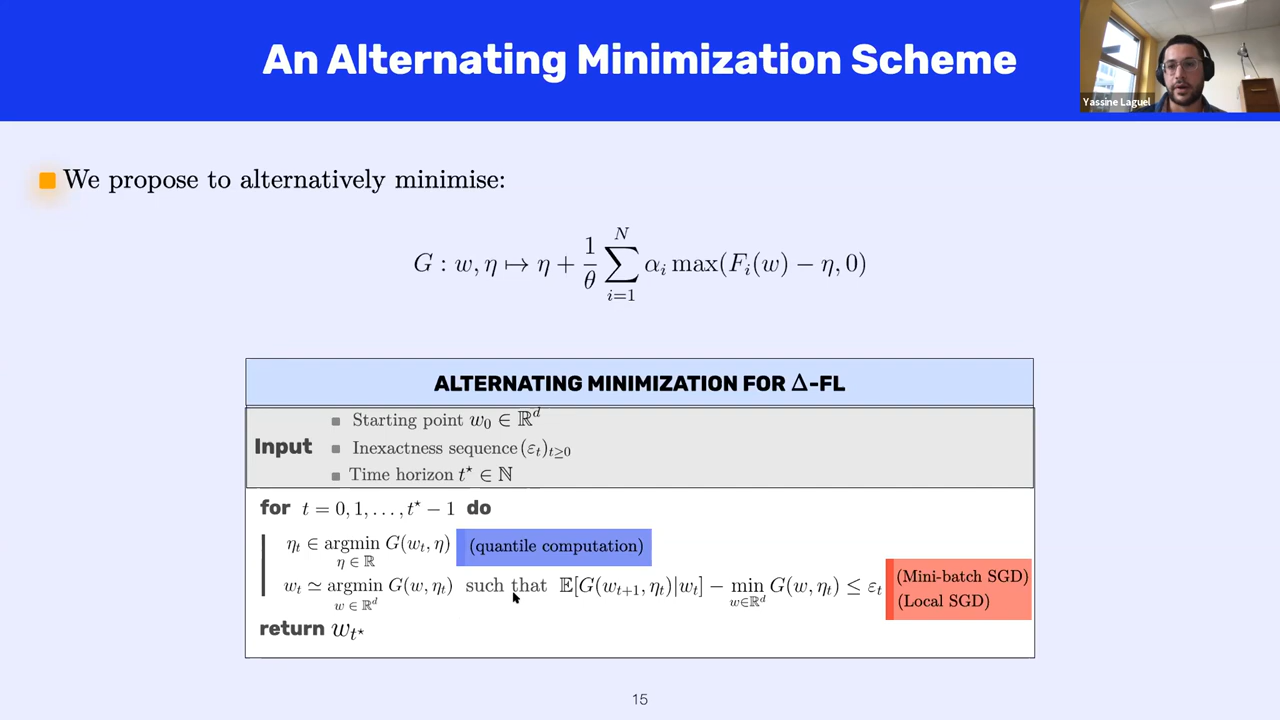 An Alternating Minimization Scheme
Yassine Laguel
We propose to alternatively minimise:
G : w, η ↦ η + \frac{1}{θ} \sum_{i=1}^{N} α_i max(F_i(w) − η, 0)
ALTERNATING MINIMIZATION FOR Δ-FL
Input
Starting point w_0 ∈ ℝ^d
Inexactness sequence (ε_t)_{t≥0}
Time horizon t^⋆ ∈ ℕ
for t = 0, 1, . . . , t^⋆ − 1 do
η_t ∈ argmin_{η ∈ ℝ} G(w_t, η) (quantile computation)
w_t ≃ argmin_{w ∈ ℝ^d} G(w, η_t) such that 𝔼[G(w_{t+1}, η_t)|w_t] − min_{w∈ℝ^d} G(w, η_t) ≤ ε_t
(Mini-batch SGD)
(Local SGD)
return w_{t^⋆}
15